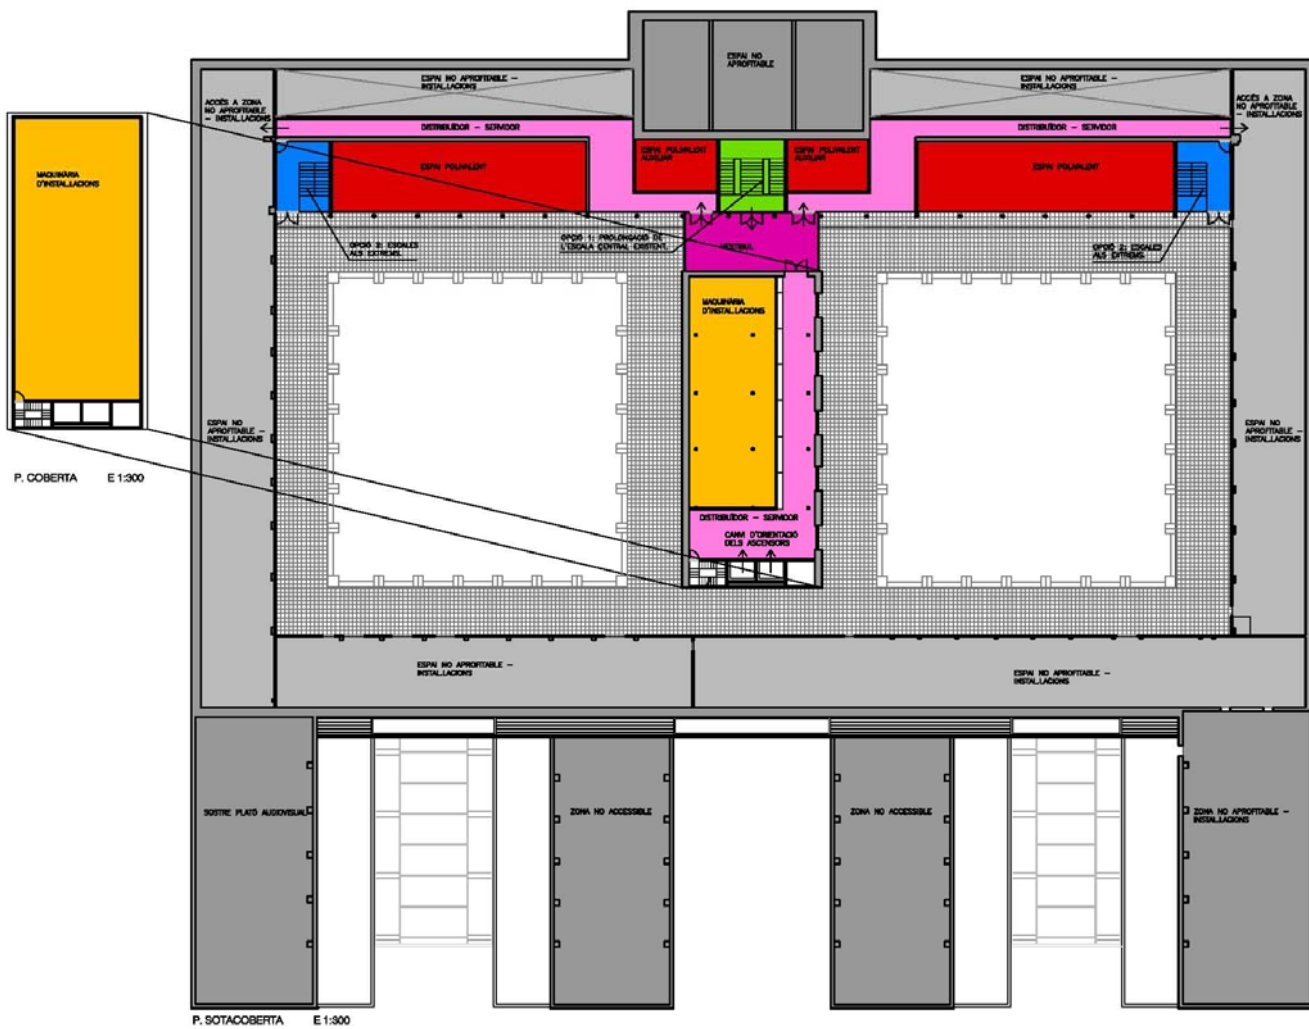 ESPAI NO
APROFITABLE
ESPAI NO APROFITABLE –
INSTAL.LACIONS
ESPAI NO APROFITABLE –
INSTAL.LACIONS
ACCÉS A ZONA
NO APROFITABLE
– INSTAL.LACIONS
ACCÉS A ZONA
NO APROFITABLE
– INSTAL.LACIONS
DISTRIBUÏDOR – SERVIDOR
DISTRIBUÏDOR – SERVIDOR
ESPAI POLIVALENT
AUXILIAR
ESPAI POLIVALENT
AUXILIAR
ESPAI POLIVALENT
ESPAI POLIVALENT
MAQUINÀRIA
D'INSTAL.LACIONS
OPCIÓ 2: ESCALES
ALS EXTREMS.
OPCIÓ 1: PROLONGACIÓ DE
L'ESCALA CENTRAL EXISTENT.
VESTÍBUL
OPCIÓ 2: ESCALES
ALS EXTREMS.
MAQUINÀRIA
D'INSTAL.LACIONS
ESPAI NO
APROFITABLE –
INSTAL.LACIONS
ESPAI NO
APROFITABLE –
INSTAL.LACIONS
P. COBERTA E 1:300
DISTRIBUÏDOR – SERVIDOR
CANVI D'ORIENTACIÓ
DELS ASCENSORS
ESPAI NO APROFITABLE –
INSTAL.LACIONS
ESPAI NO APROFITABLE –
INSTAL.LACIONS
SOSTRE PLATÓ AUDIOVISUAL
ZONA NO ACCESSIBLE
ZONA NO ACCESSIBLE
ZONA NO APROFITABLE –
INSTAL.LACIONS
P. SOTACOBERTA E 1:300